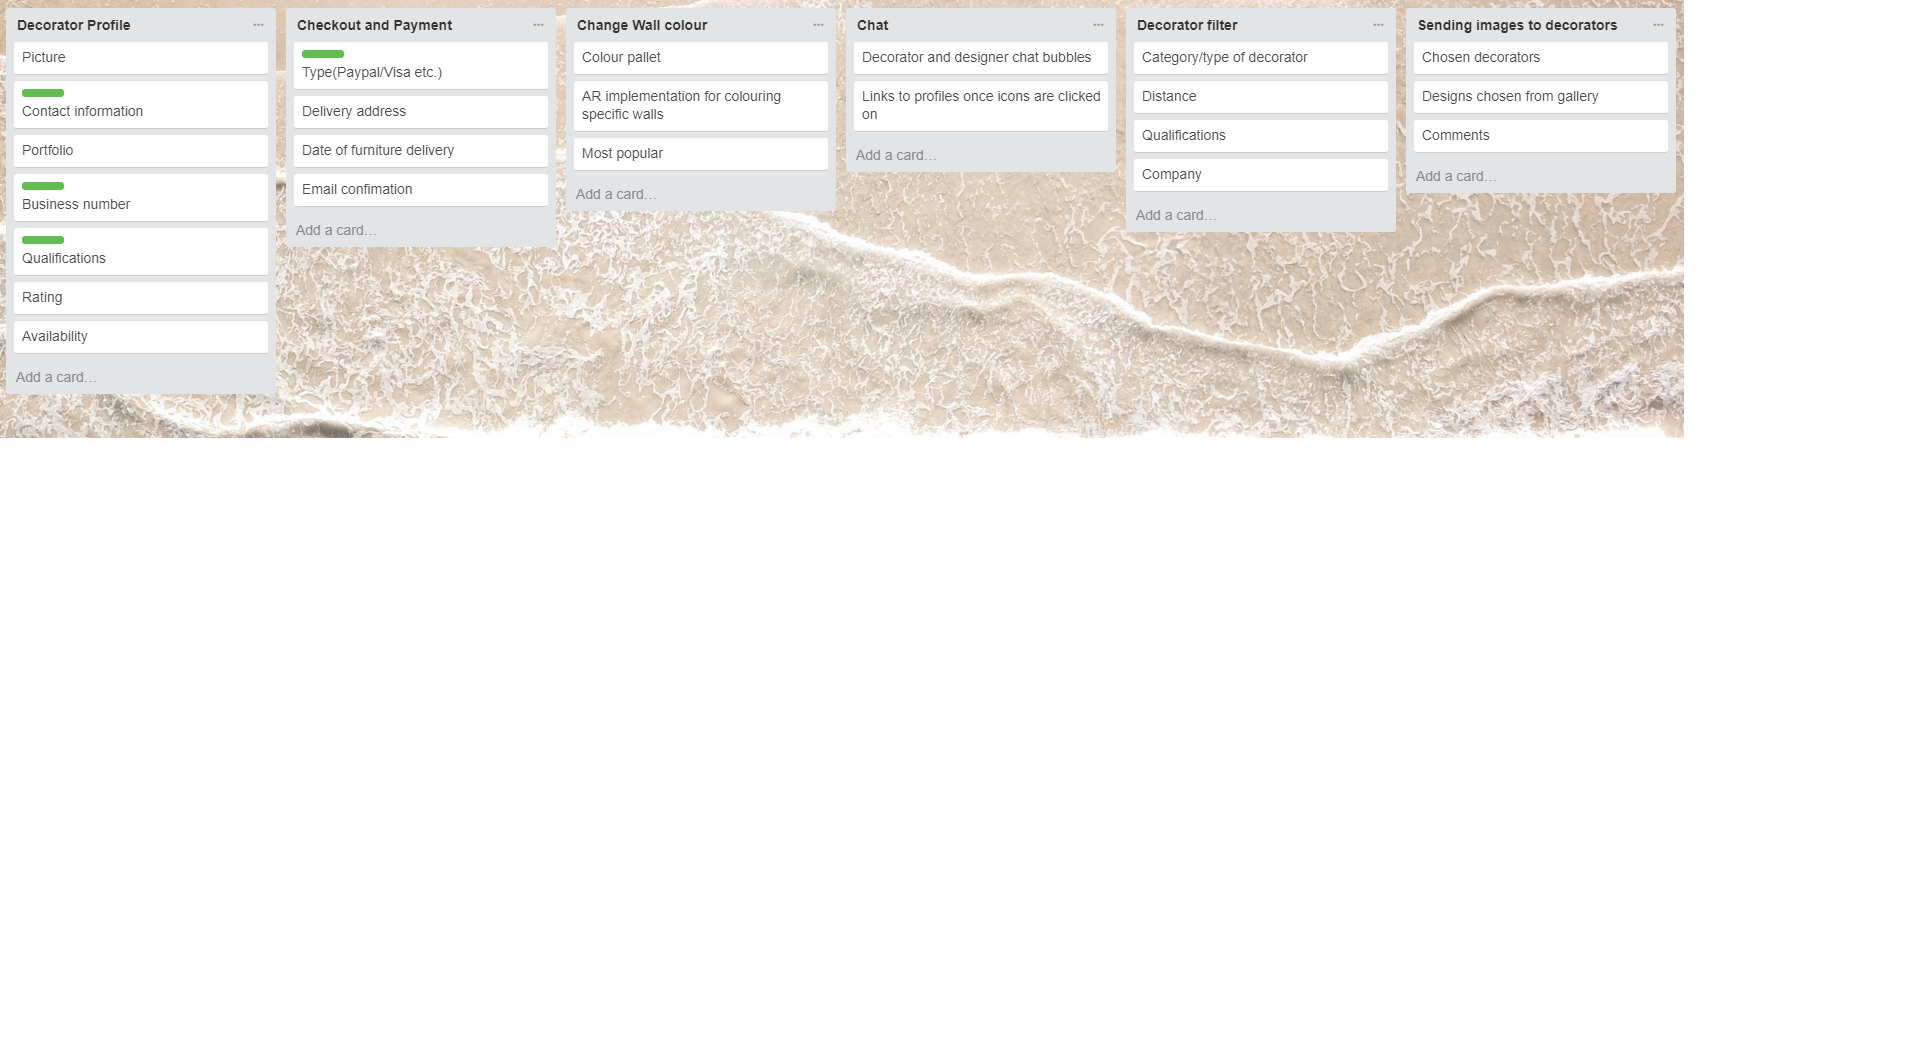 Decorator Profile
Picture
Contact information
Portfolio
Business number
Qualifications
Rating
Availability
Add a card…
Checkout and Payment
Type(Paypal/Visa etc.)
Delivery address
Date of furniture delivery
Email confimation
Add a card…
Change Wall colour
Colour pallet
AR implementation for colouring
specific walls
Most popular
Add a card…
Chat
Decorator and designer chat bubbles
Links to profiles once icons are clicked
on
Add a card…
Decorator filter
Category/type of decorator
Distance
Qualifications
Company
Add a card…
Sending images to decorators
Chosen decorators
Designs chosen from gallery
Comments
Add a card…